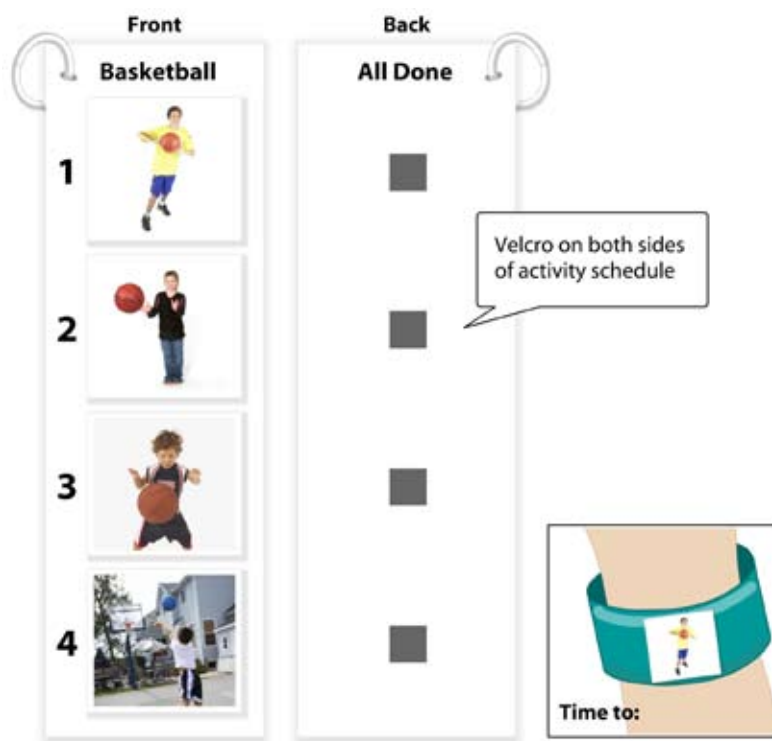 Front
Back
Basketball
All Done
1
2
3
4
Velcro on both sides
of activity schedule
Time to: